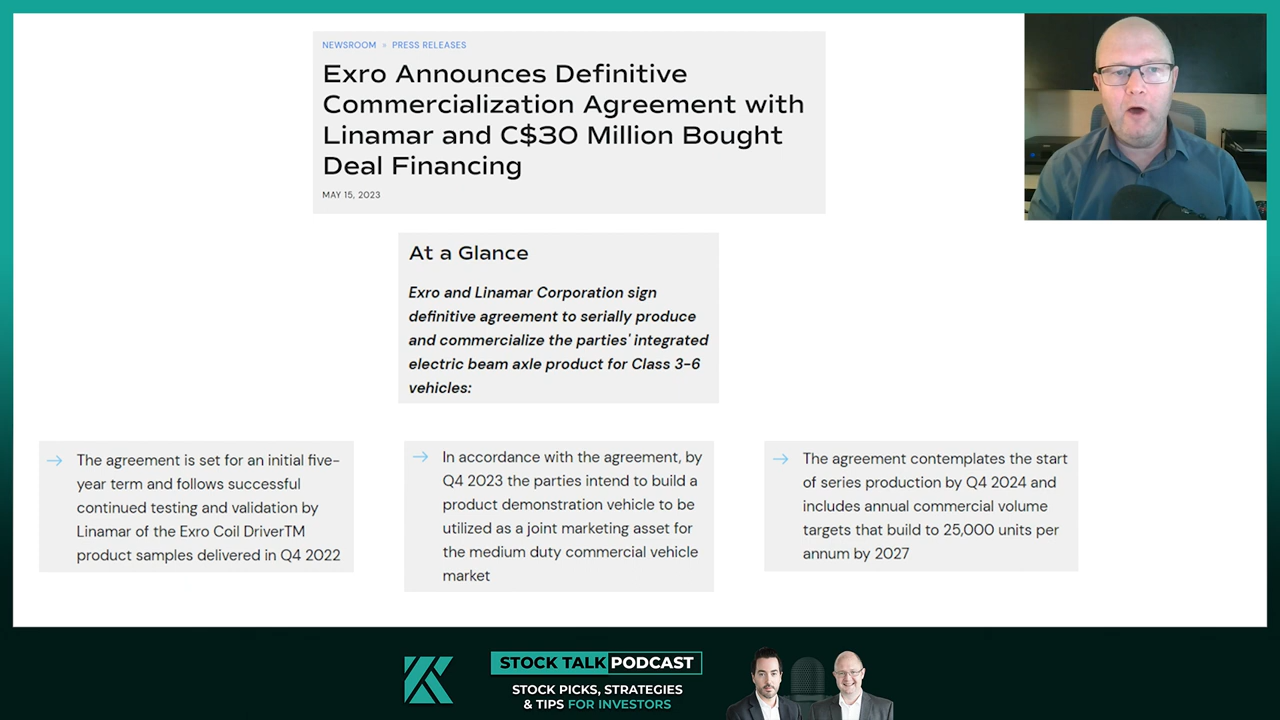 NEWSROOM » PRESS RELEASES
Exro Announces Definitive
Commercialization Agreement with
Linamar and C$30 Million Bought
Deal Financing
MAY 15, 2023
At a Glance
Exro and Linamar Corporation sign
definitive agreement to serially produce
and commercialize the parties' integrated
electric beam axle product for Class 3-6
vehicles:
The agreement is set for an initial five-
year term and follows successful
continued testing and validation by
Linamar of the Exro Coil DriverTM
product samples delivered in Q4 2022
In accordance with the agreement, by
Q4 2023 the parties intend to build a
product demonstration vehicle to be
utilized as a joint marketing asset for
the medium duty commercial vehicle
market
The agreement contemplates the start
of series production by Q4 2024 and
includes annual commercial volume
targets that build to 25,000 units per
annum by 2027
STOCK TALK PODCAST
STOCK PICKS, STRATEGIES
& TIPS FOR INVESTORS